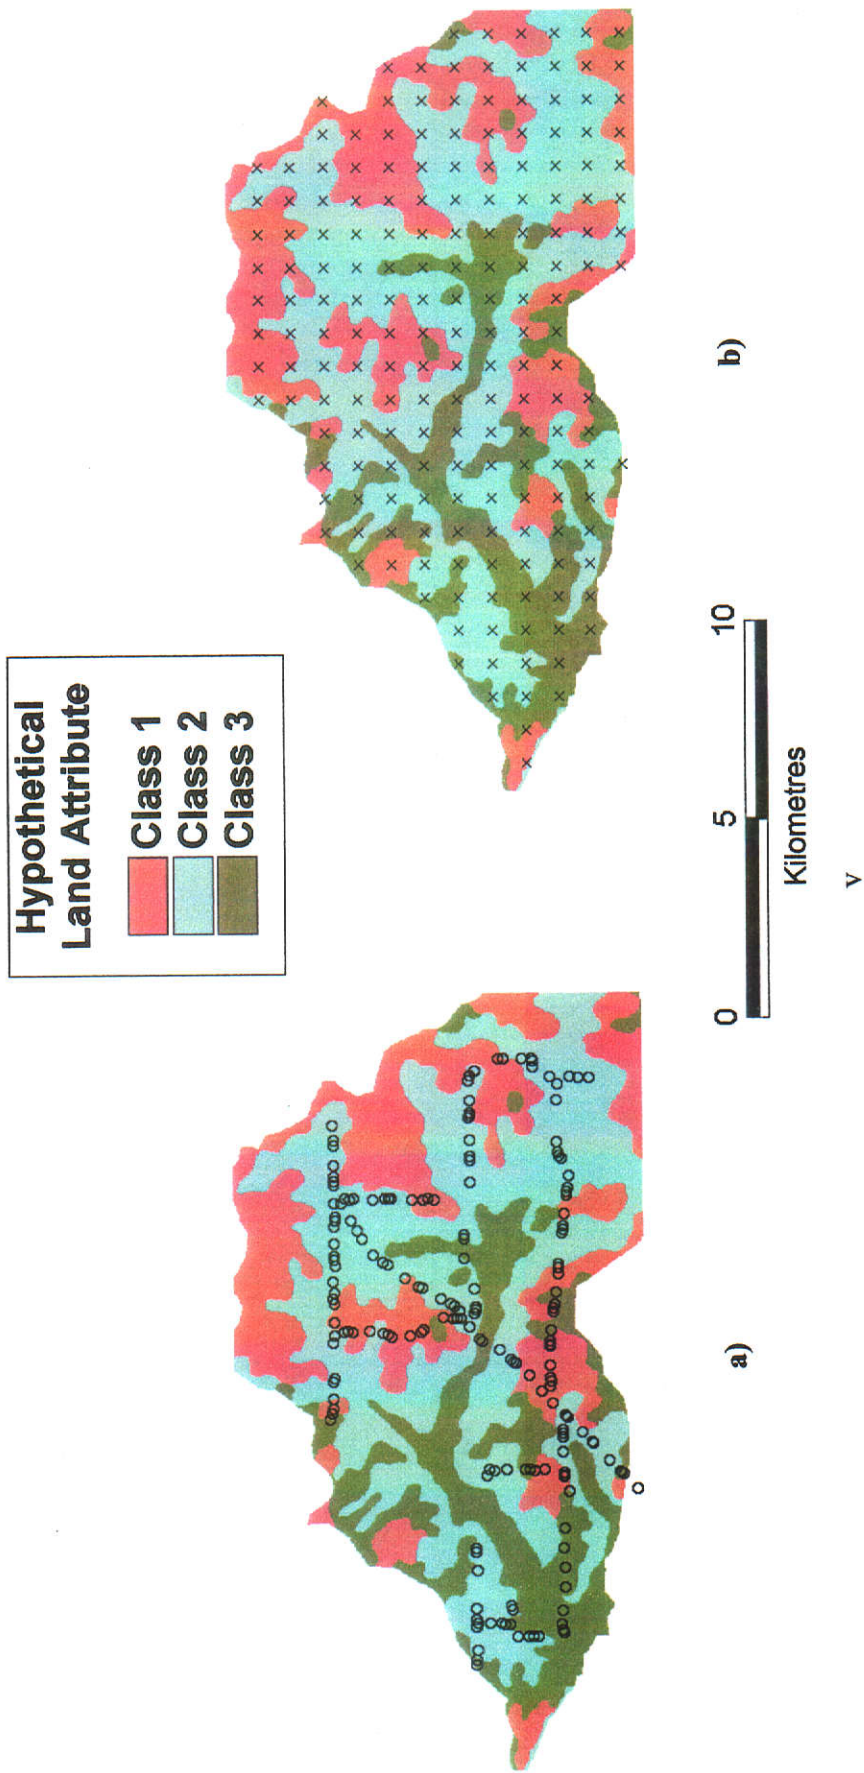 Hypothetical
Land Attribute
Class 1
Class 2
Class 3
a)
b)
0 5 10
Kilometres
v